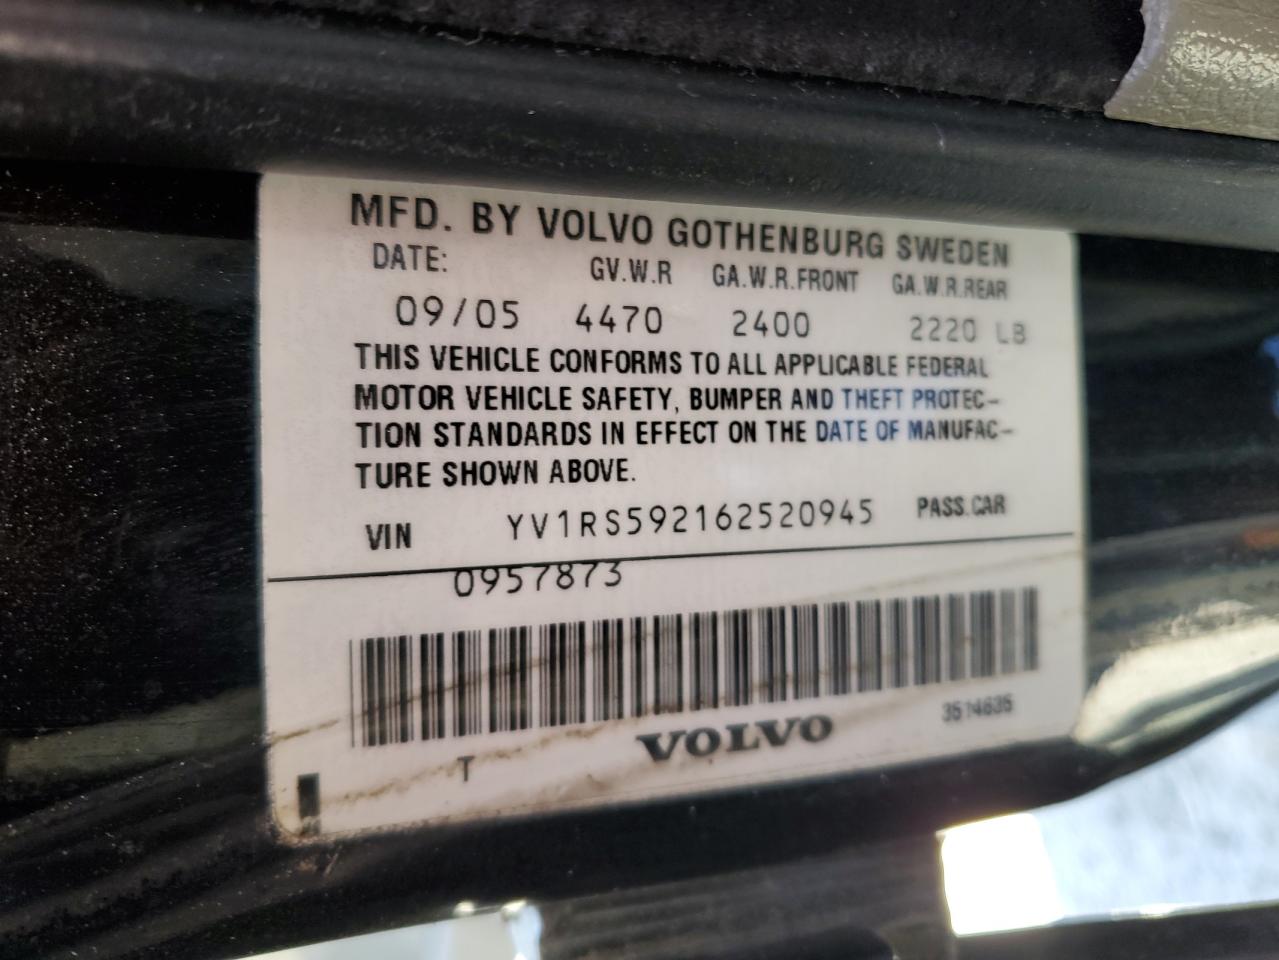 MFD. BY VOLVO GOTHENBURG SWEDEN
DATE: GV.W.R GA.W.R.FRONT GA.W.R.REAR
09/05 4470 2400 2220 LB
THIS VEHICLE CONFORMS TO ALL APPLICABLE FEDERAL
MOTOR VEHICLE SAFETY, BUMPER AND THEFT PROTEC-
TION STANDARDS IN EFFECT ON THE DATE OF MANUFAC-
TURE SHOWN ABOVE.
VIN YV1RS592162520945 PASS.CAR
0957873
T VOLVO 3514635